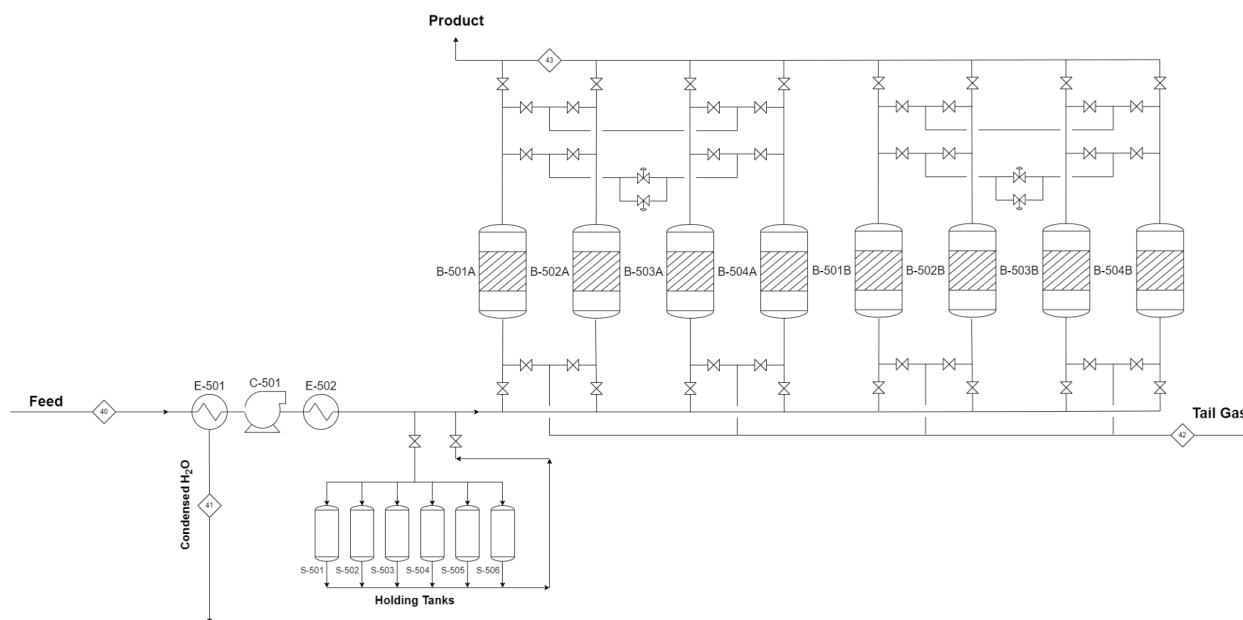 Product
43
B-501A
B-502A
B-503A
B-504A
B-501B
B-502B
B-503B
B-504B
E-501
C-501
E-502
Feed
40
Tail Gas
42
Condensed H₂O
41
S-501
S-502
S-503
S-504
S-505
S-506
Holding Tanks